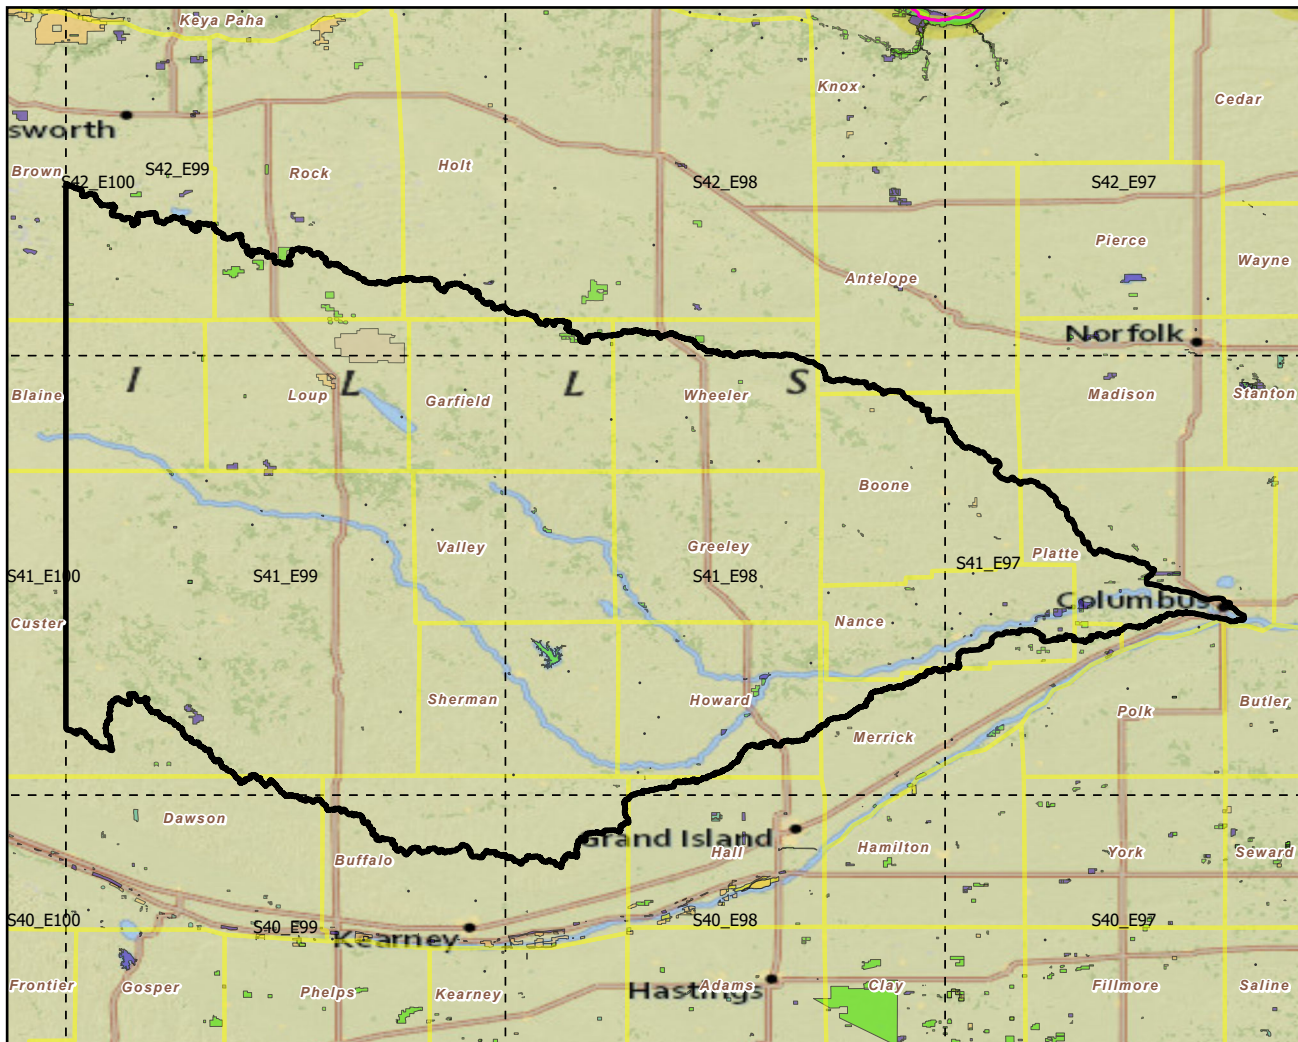 Keya Paha
Knox
Cedar
sworth
Brown
S42_E100
S42_E99
Rock
Holt
S42_E98
S42_E97
Pierce
Wayne
Antelope
Norfolk
I
L
L
S
Blaine
Loup
Garfield
Wheeler
Madison
Stanton
Boone
Valley
Greeley
Platte
S41_E100
S41_E99
S41_E98
S41_E97
Columbus
Custer
Nance
Sherman
Howard
Polk
Butler
Merrick
Dawson
Grand Island
Buffalo
Hall
Hamilton
York
Seward
S40_E100
S40_E99
S40_E98
S40_E97
Kearney
Frontier
Gosper
Phelps
Kearney
Hastings
Adams
Clay
Fillmore
Saline